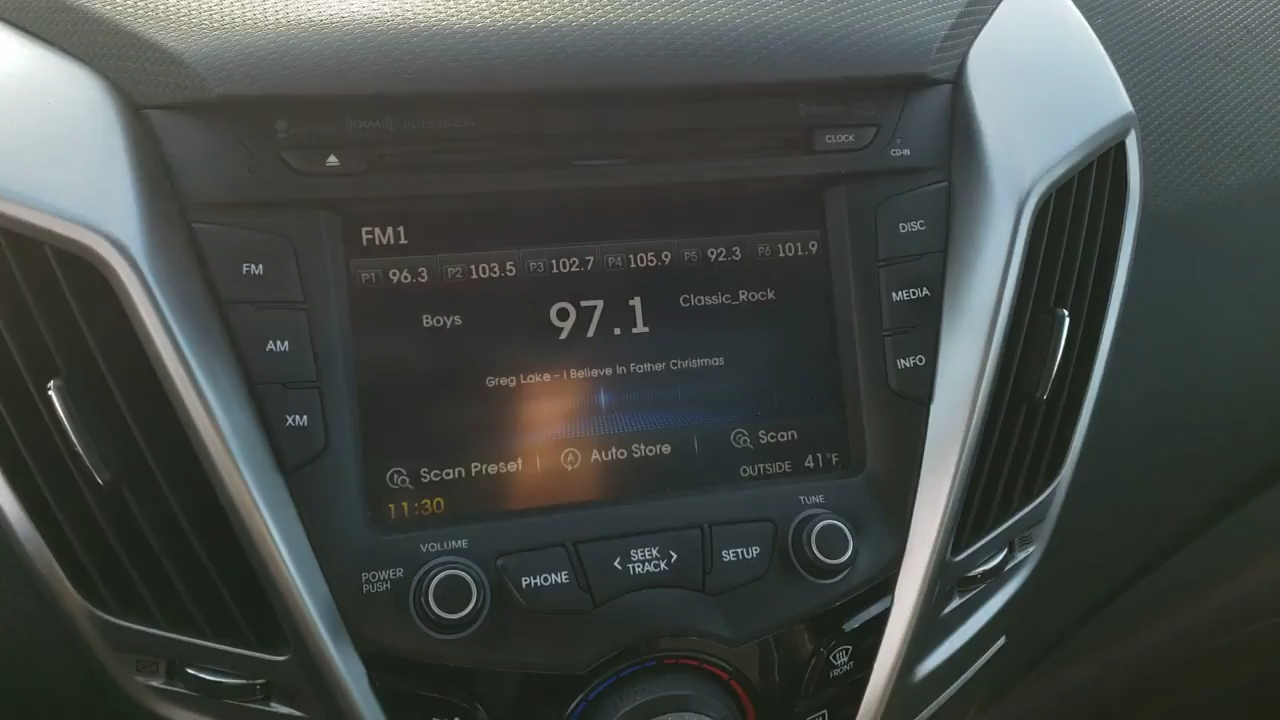 CLOCK
CD-IN
FM1
P1 96.3 P2 103.5 P3 102.7 P4 105.9 P5 92.3 P6 101.9
Boys 97.1 Classic_Rock
Greg Lake - I Believe In Father Christmas
Scan Preset Auto Store Scan
11:30 OUTSIDE 41°F
FM
AM
XM
DISC
MEDIA
INFO
VOLUME
POWER
PUSH
PHONE
< SEEK >
TRACK
SETUP
TUNE
FRONT